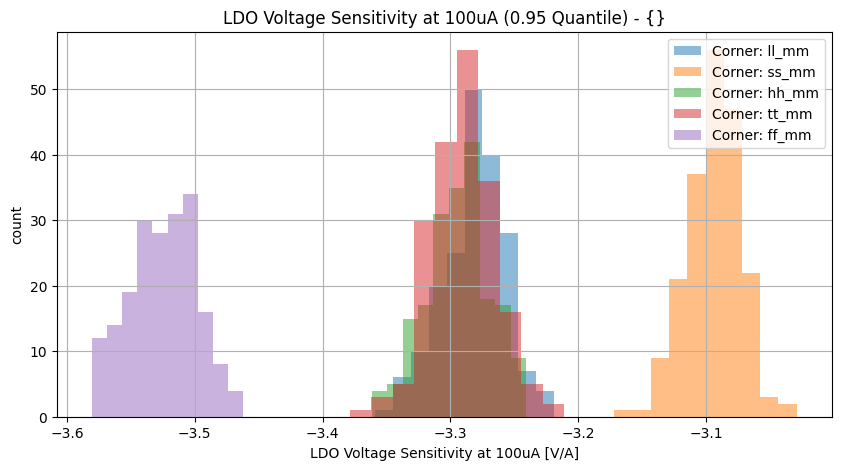 LDO Voltage Sensitivity at 100uA (0.95 Quantile) - {}
Corner: ll_mm
Corner: ss_mm
Corner: hh_mm
Corner: tt_mm
Corner: ff_mm
count
50
40
30
20
10
0
−3.6 −3.5 −3.4 −3.3 −3.2 −3.1
LDO Voltage Sensitivity at 100uA [V/A]